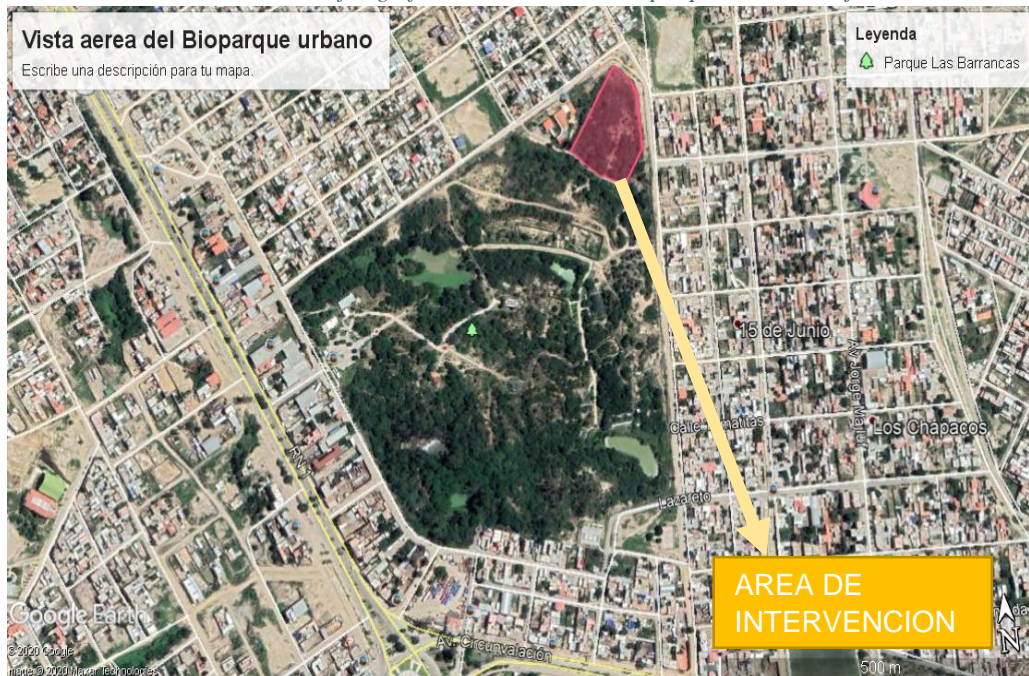 Vista aerea del Bioparque urbano
Escribe una descripción para tu mapa.
Leyenda
Parque Las Barrancas
15 de Junio
Av. Jorge
Calle
Los Chapacos
RN
Lazareto
AREA DE
INTERVENCION
Google Earth
© 2020 Google
Image © 2020 Maxar Technologies
Av. Circunvalación
500 m
N